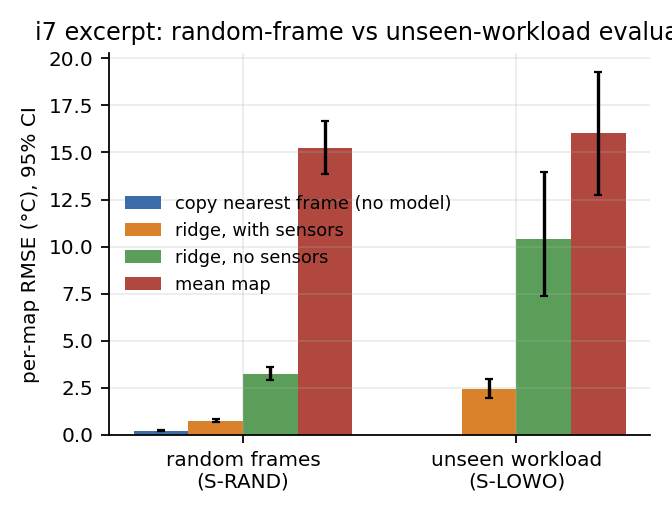 i7 excerpt: random-frame vs unseen-workload evalua
per-map RMSE (°C), 95% CI
20.0
17.5
15.0
12.5
10.0
7.5
5.0
2.5
0.0
copy nearest frame (no model)
ridge, with sensors
ridge, no sensors
mean map
random frames
(S-RAND)
unseen workload
(S-LOWO)